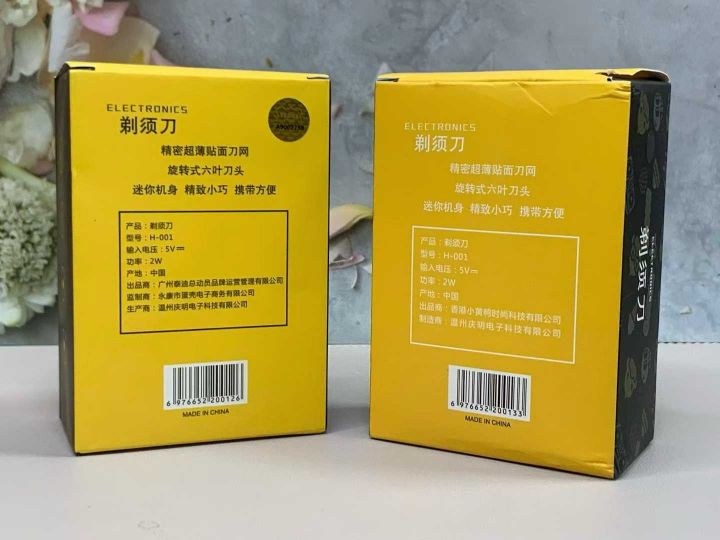 ELECTRONICS
剃须刀
精密超薄贴面刀网
旋转式六叶刀头
迷你机身 精致小巧 携带方便
产品：剃须刀
型号：H-001
输入电压：5V⎓
功率：2W
产地：中国
出品商：广州泰迪总动员品牌运营管理有限公司
监制商：永康市蛋壳电子商务有限公司
生产商：温州庆明电子科技有限公司
6 976652 200126
MADE IN CHINA
ELECTRONICS
剃须刀
精密超薄贴面刀网
旋转式六叶刀头
迷你机身 精致小巧 携带方便
产品：剃须刀
型号：H-001
输入电压：5V⎓
功率：2W
产地：中国
出品商：香港小黄鸭时尚科技有限公司
制造商：温州庆明电子科技有限公司
6 976652 200133
MADE IN CHINA
ELECTRONICS
剃须刀